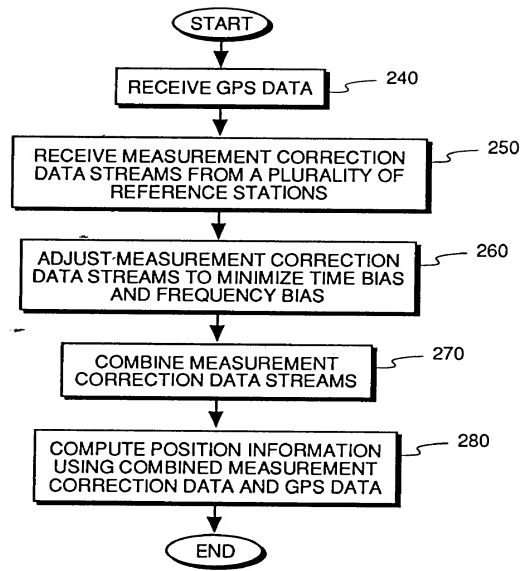 START
RECEIVE GPS DATA
240
RECEIVE MEASUREMENT CORRECTION
DATA STREAMS FROM A PLURALITY OF
REFERENCE STATIONS
250
ADJUST MEASUREMENT CORRECTION
DATA STREAMS TO MINIMIZE TIME BIAS
AND FREQUENCY BIAS
260
COMBINE MEASUREMENT
CORRECTION DATA STREAMS
270
COMPUTE POSITION INFORMATION
USING COMBINED MEASUREMENT
CORRECTION DATA AND GPS DATA
280
END